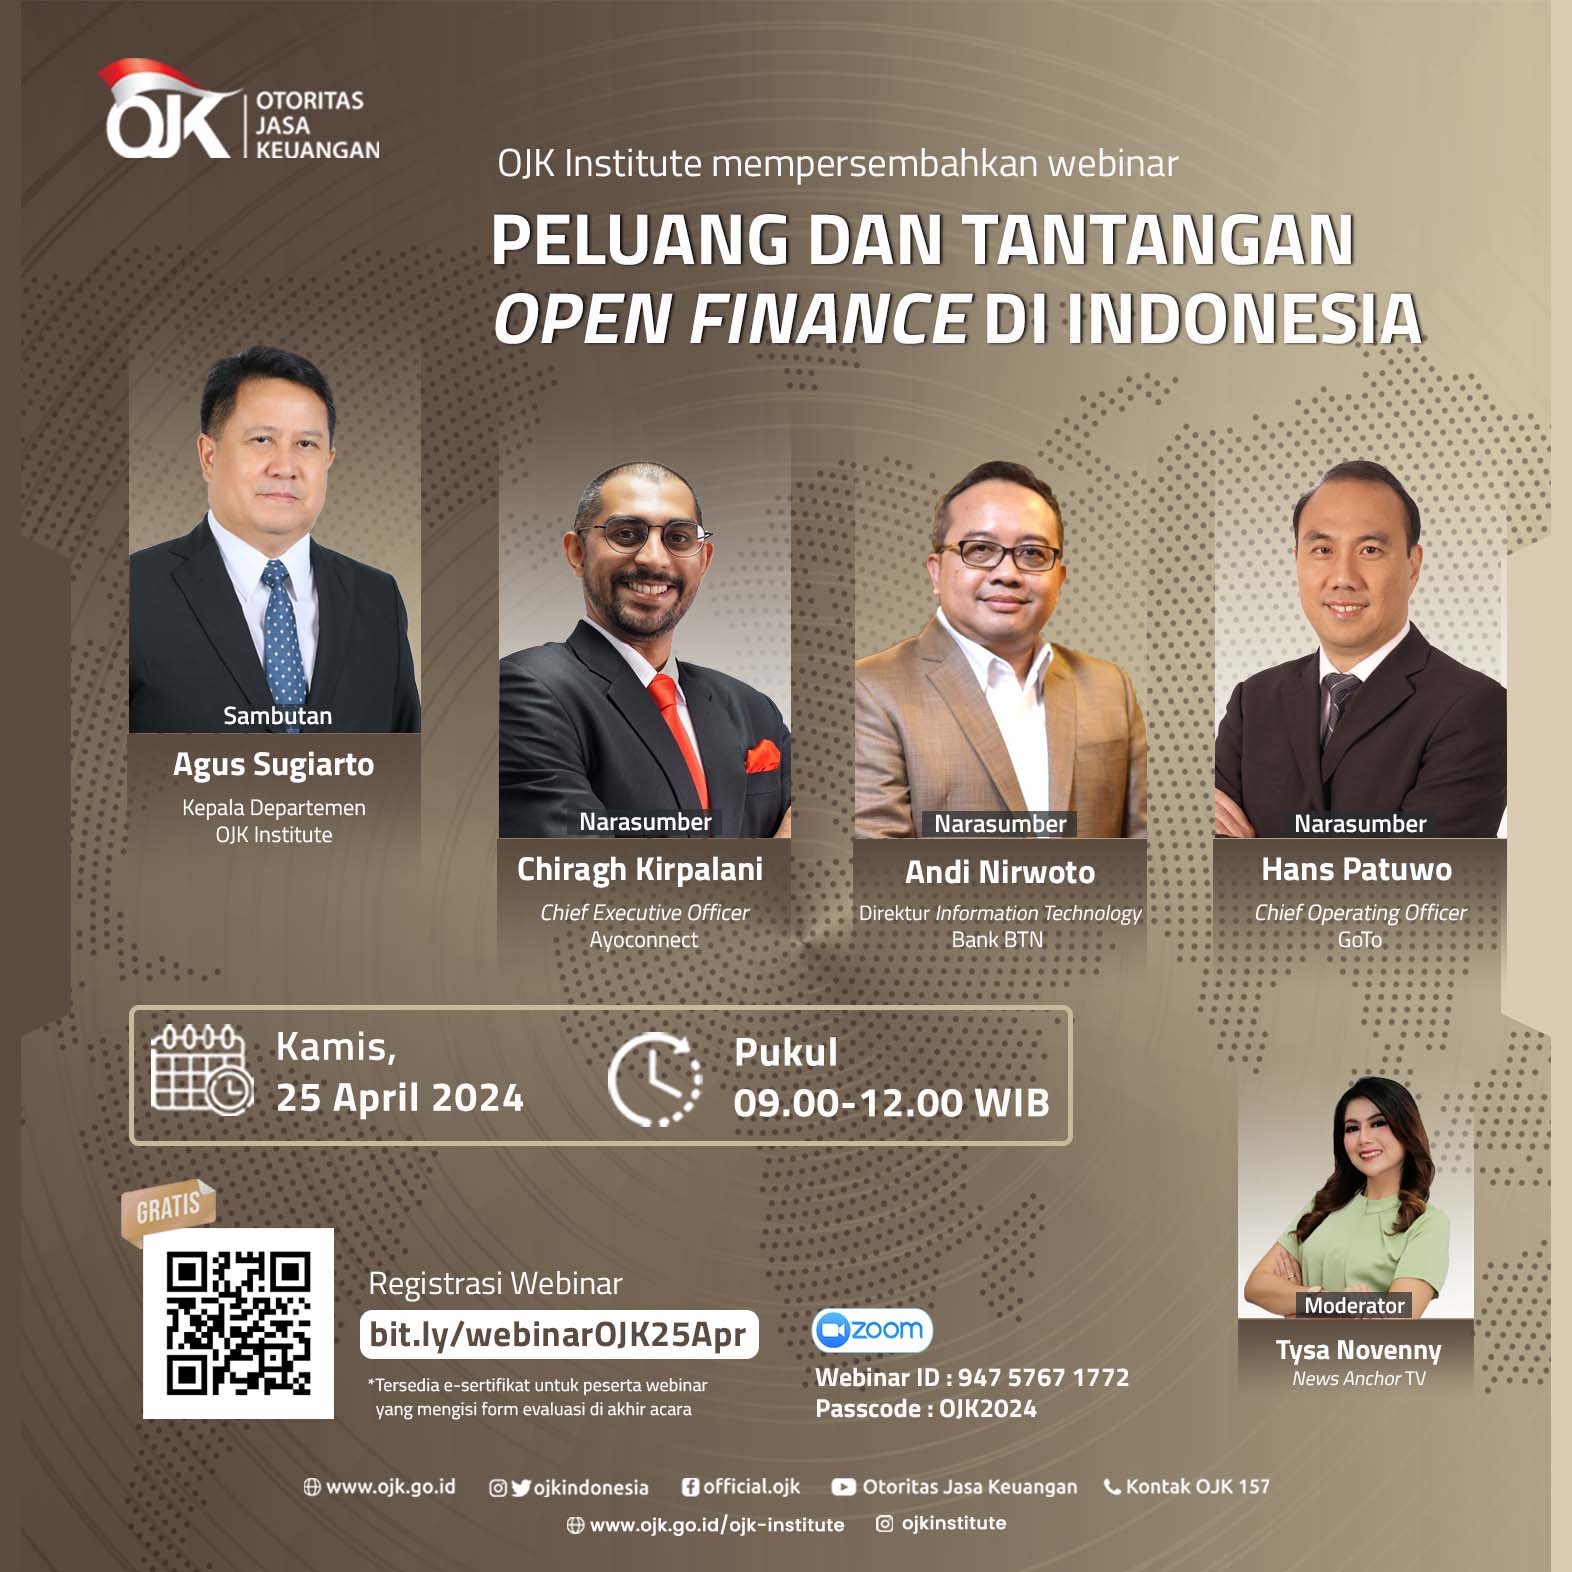 OJK
OTORITAS
JASA
KEUANGAN
OJK Institute mempersembahkan webinar
PELUANG DAN TANTANGAN
OPEN FINANCE DI INDONESIA
Sambutan
Agus Sugiarto
Kepala Departemen
OJK Institute
Narasumber
Chiragh Kirpalani
Chief Executive Officer
Ayoconnect
Narasumber
Andi Nirwoto
Direktur Information Technology
Bank BTN
Narasumber
Hans Patuwo
Chief Operating Officer
GoTo
Kamis,
25 April 2024
Pukul
09.00-12.00 WIB
Moderator
Tysa Novenny
News Anchor TV
GRATIS
Registrasi Webinar
bit.ly/webinarOJK25Apr
*Tersedia e-sertifikat untuk peserta webinar
yang mengisi form evaluasi di akhir acara
zoom
Webinar ID : 947 5767 1772
Passcode : OJK2024
www.ojk.go.id ojkindonesia official.ojk Otoritas Jasa Keuangan Kontak OJK 157
www.ojk.go.id/ojk-institute ojkinstitute